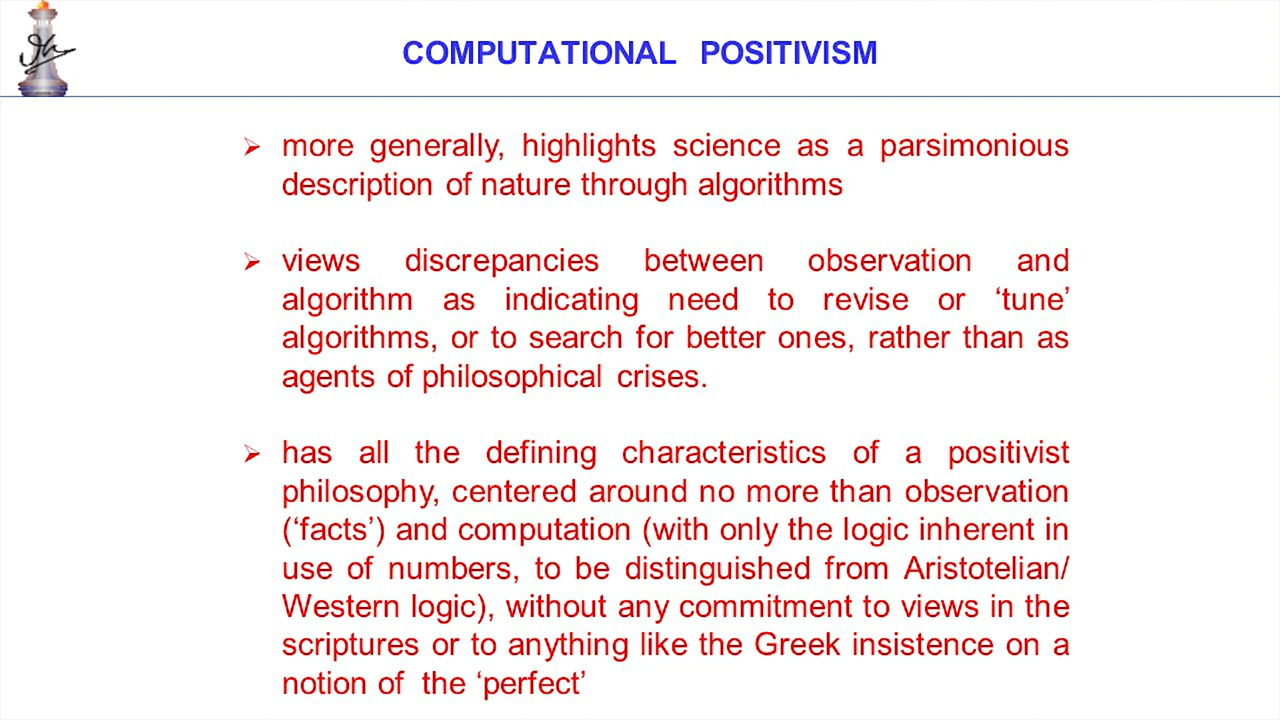 COMPUTATIONAL POSITIVISM
➢ more generally, highlights science as a parsimonious
description of nature through algorithms
➢ views discrepancies between observation and
algorithm as indicating need to revise or ‘tune’
algorithms, or to search for better ones, rather than as
agents of philosophical crises.
➢ has all the defining characteristics of a positivist
philosophy, centered around no more than observation
(‘facts’) and computation (with only the logic inherent in
use of numbers, to be distinguished from Aristotelian/
Western logic), without any commitment to views in the
scriptures or to anything like the Greek insistence on a
notion of the ‘perfect’